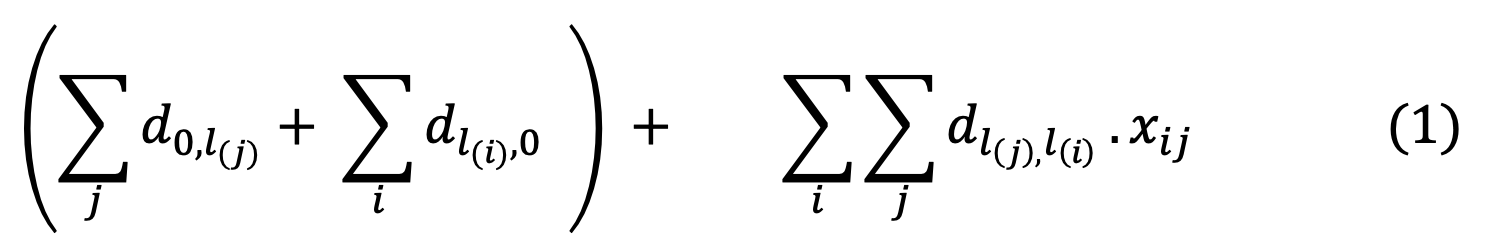 (∑_j d_{0,l_{(j)}} + ∑_i d_{l_{(i)},0}) + ∑_i ∑_j d_{l_{(j)},l_{(i)}} . x_{ij} (1)